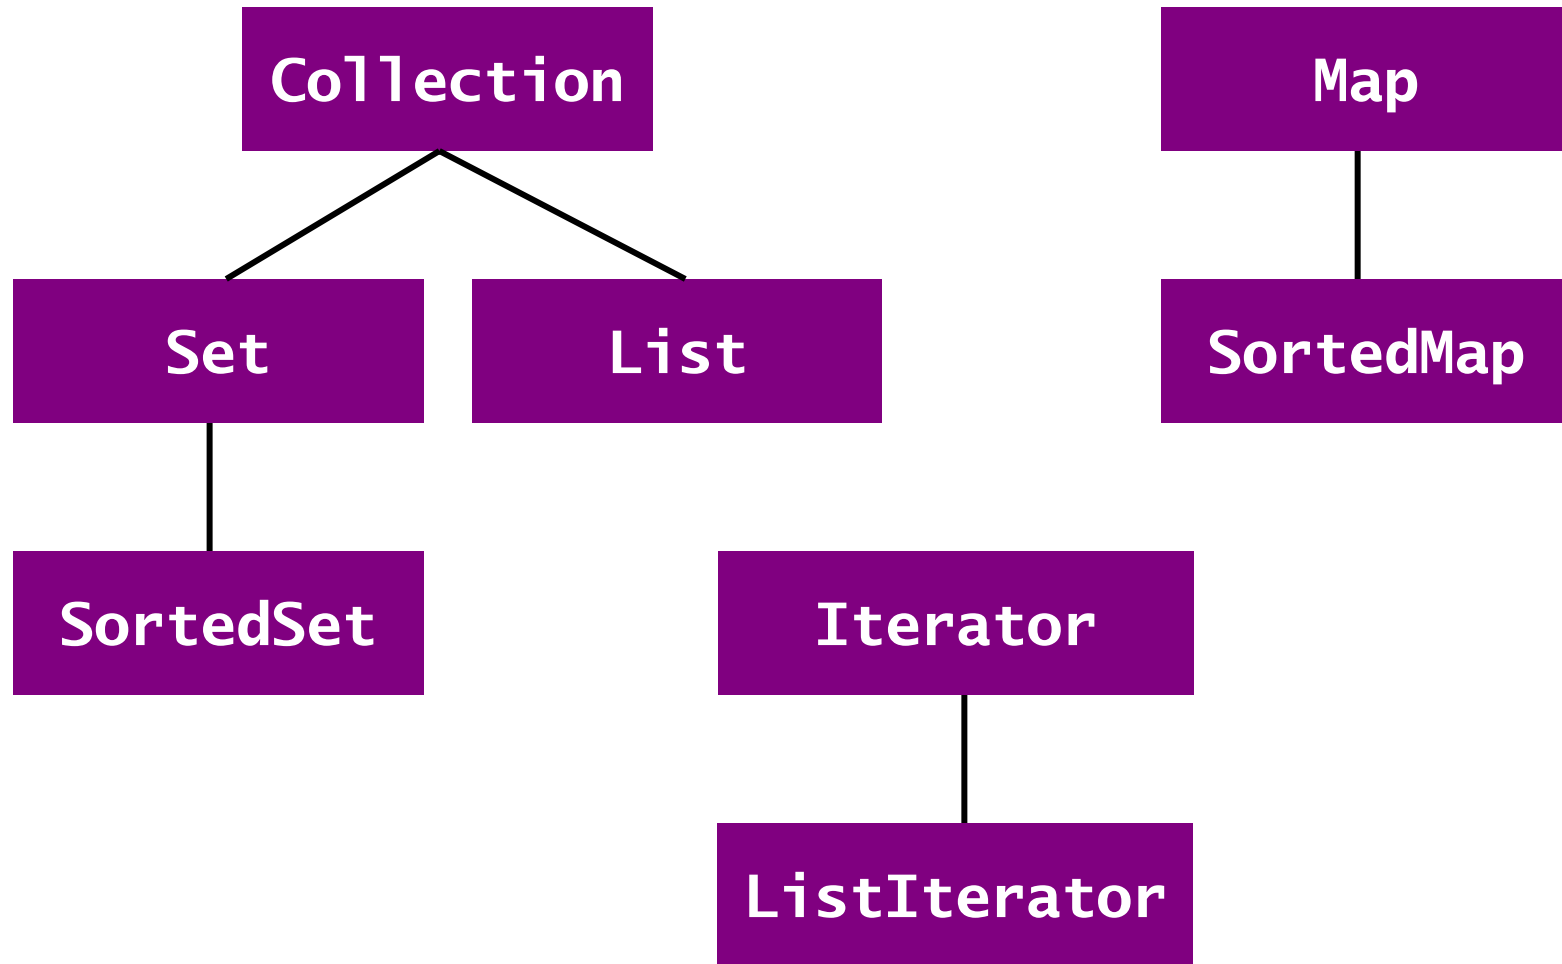 Collection
Map
Set
List
SortedMap
SortedSet
Iterator
ListIterator